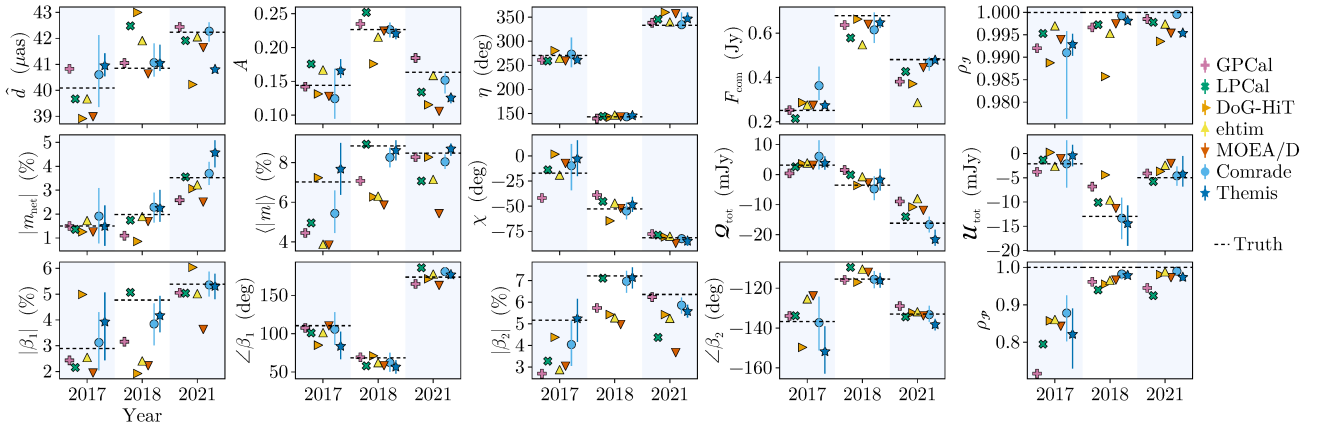 d̂ (μas)
43
42
41
40
39
A
0.25
0.20
0.15
0.10
η (deg)
350
300
250
200
150
F_com (Jy)
0.6
0.4
0.2
ρ_𝓘
1.000
0.995
0.990
0.985
0.980
|m_net| (%)
5
4
3
2
1
⟨|m|⟩ (%)
8
6
4
χ (deg)
0
−25
−50
−75
𝓠_tot (mJy)
10
0
−10
−20
𝓤_tot (mJy)
0
−5
−10
−15
−20
|β₁| (%)
6
5
4
3
2
∠β₁ (deg)
150
100
50
|β₂| (%)
7
6
5
4
3
∠β₂ (deg)
−120
−140
−160
ρ_𝓟
1.0
0.9
0.8
2017 2018 2021
2017 2018 2021
2017 2018 2021
2017 2018 2021
2017 2018 2021
Year
GPCal
LPCal
DoG-HiT
ehtim
MOEA/D
Comrade
Themis
Truth